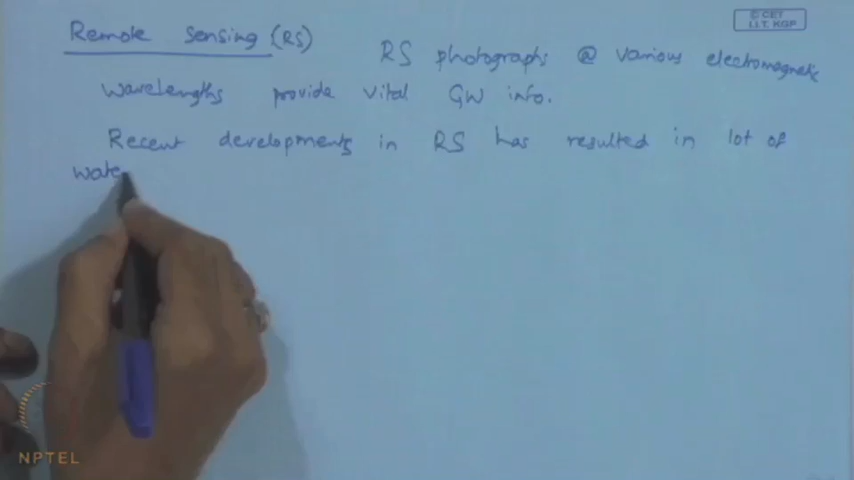 Remote sensing (RS)
© CET
I.I.T. KGP
RS photographs @ various electromagnetic
wavelengths provide vital GW info.
Recent developments in RS has resulted in lot of
wate
NPTEL